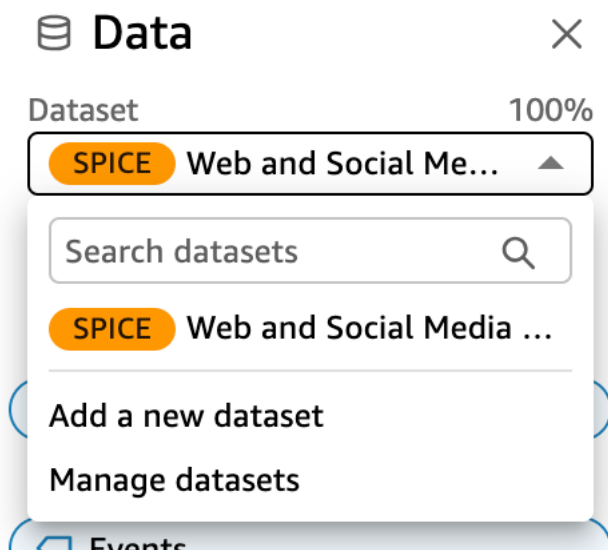 Data
Dataset 100%
SPICE Web and Social Me...
Search datasets
SPICE Web and Social Media ...
Add a new dataset
Manage datasets
Events